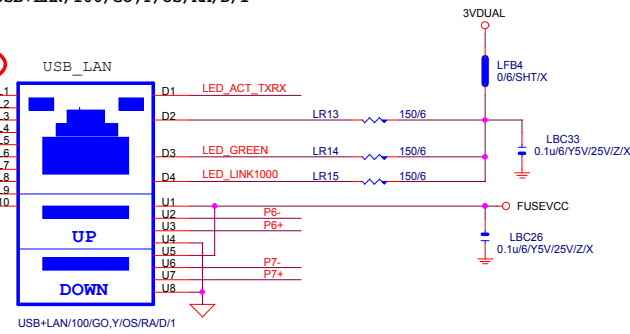 3VDUAL
USB_LAN
LFB4
0/6/SHT/X
D1 LED_ACT_TXRX
D2 LR13 150/6
LBC33
0.1u/6/Y5V/25V/Z/X
D3 LED_GREEN LR14 150/6
D4 LED_LINK1000 LR15 150/6
U1 FUSEVCC
U2 P6-
U3 P6+
UP
U4
U5
LBC26
0.1u/6/Y5V/25V/Z/X
U6 P7-
U7 P7+
DOWN
U8
USB+LAN/100/GO,Y/OS/RA/D/1